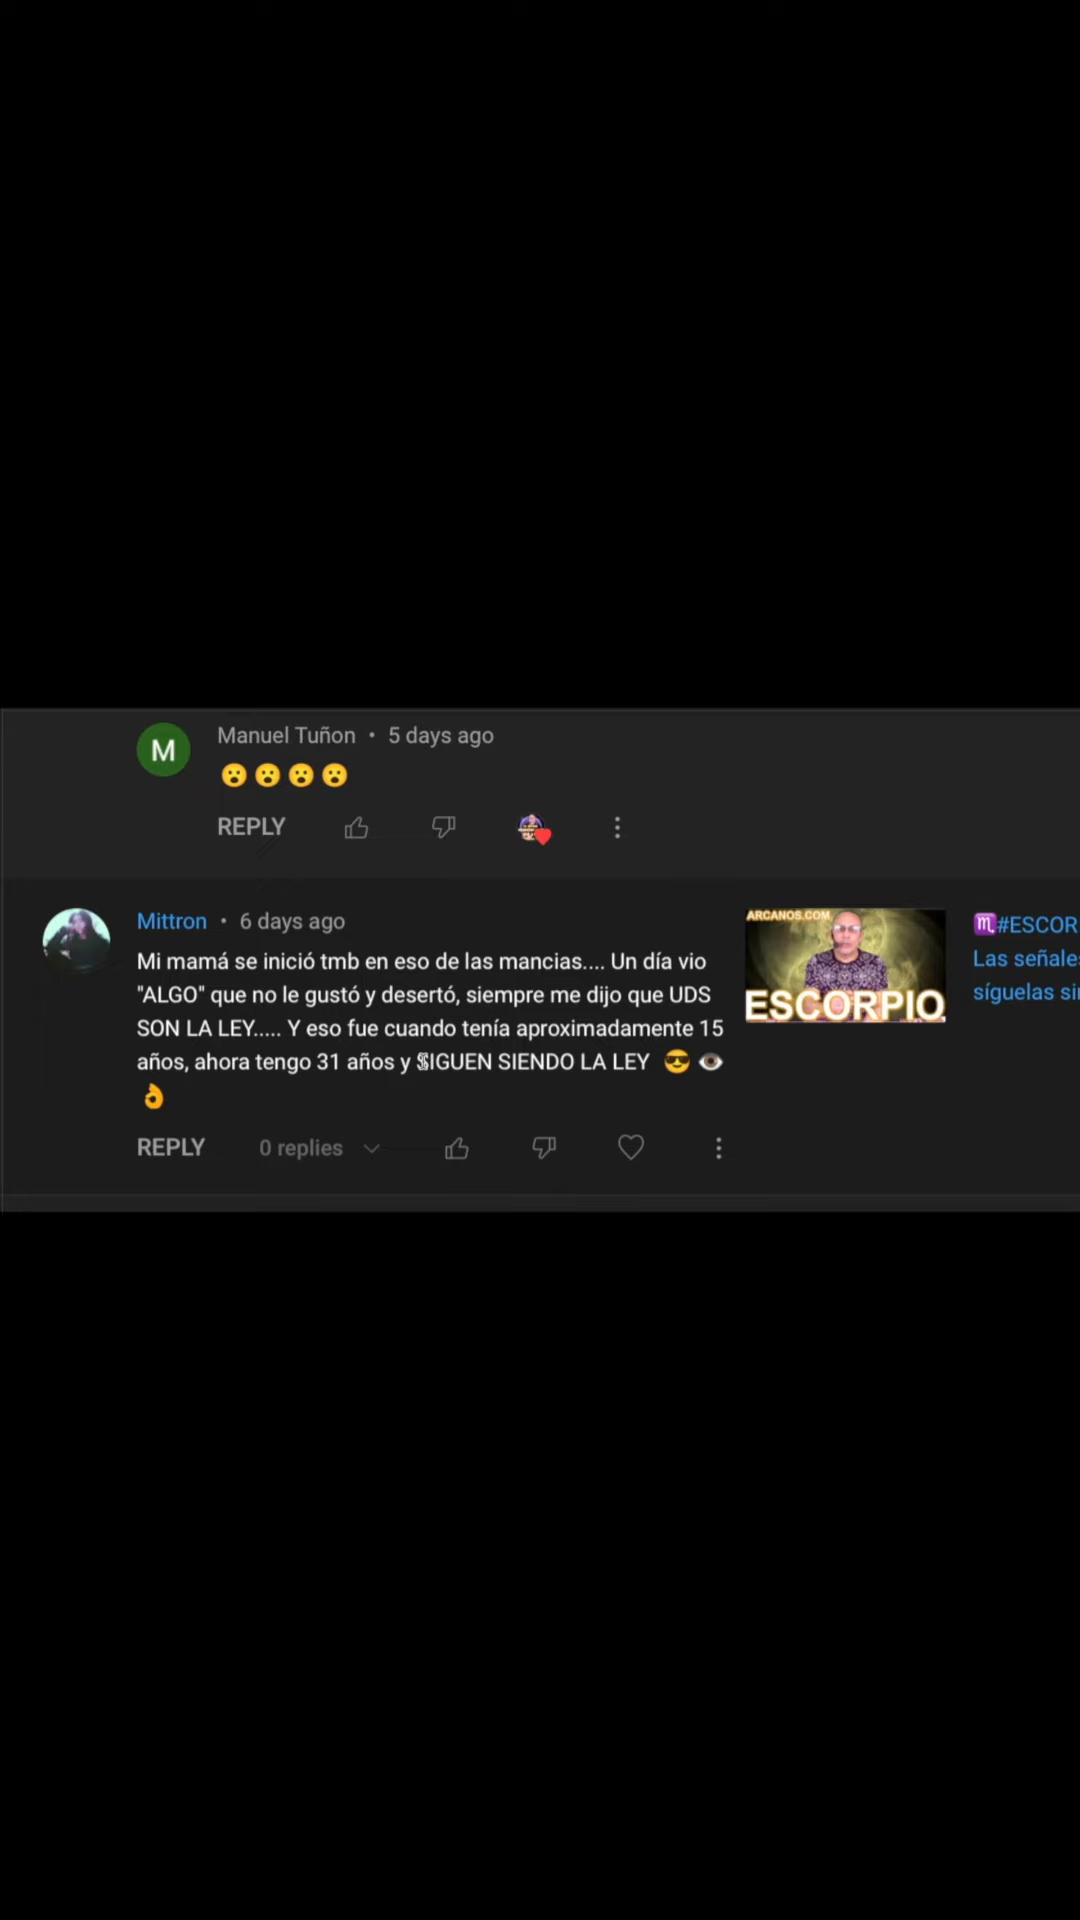 M
Manuel Tuñon • 5 days ago
😮😮😮😮
REPLY
Mittron • 6 days ago
Mi mamá se inició tmb en eso de las mancias.... Un día vio
"ALGO" que no le gustó y desertó, siempre me dijo que UDS
SON LA LEY..... Y eso fue cuando tenía aproximadamente 15
años, ahora tengo 31 años y SIGUEN SIENDO LA LEY 😎👁️
👌
REPLY 0 replies
ARCANOS.COM
ESCORPIO
♏#ESCOR
Las señales
síguelas